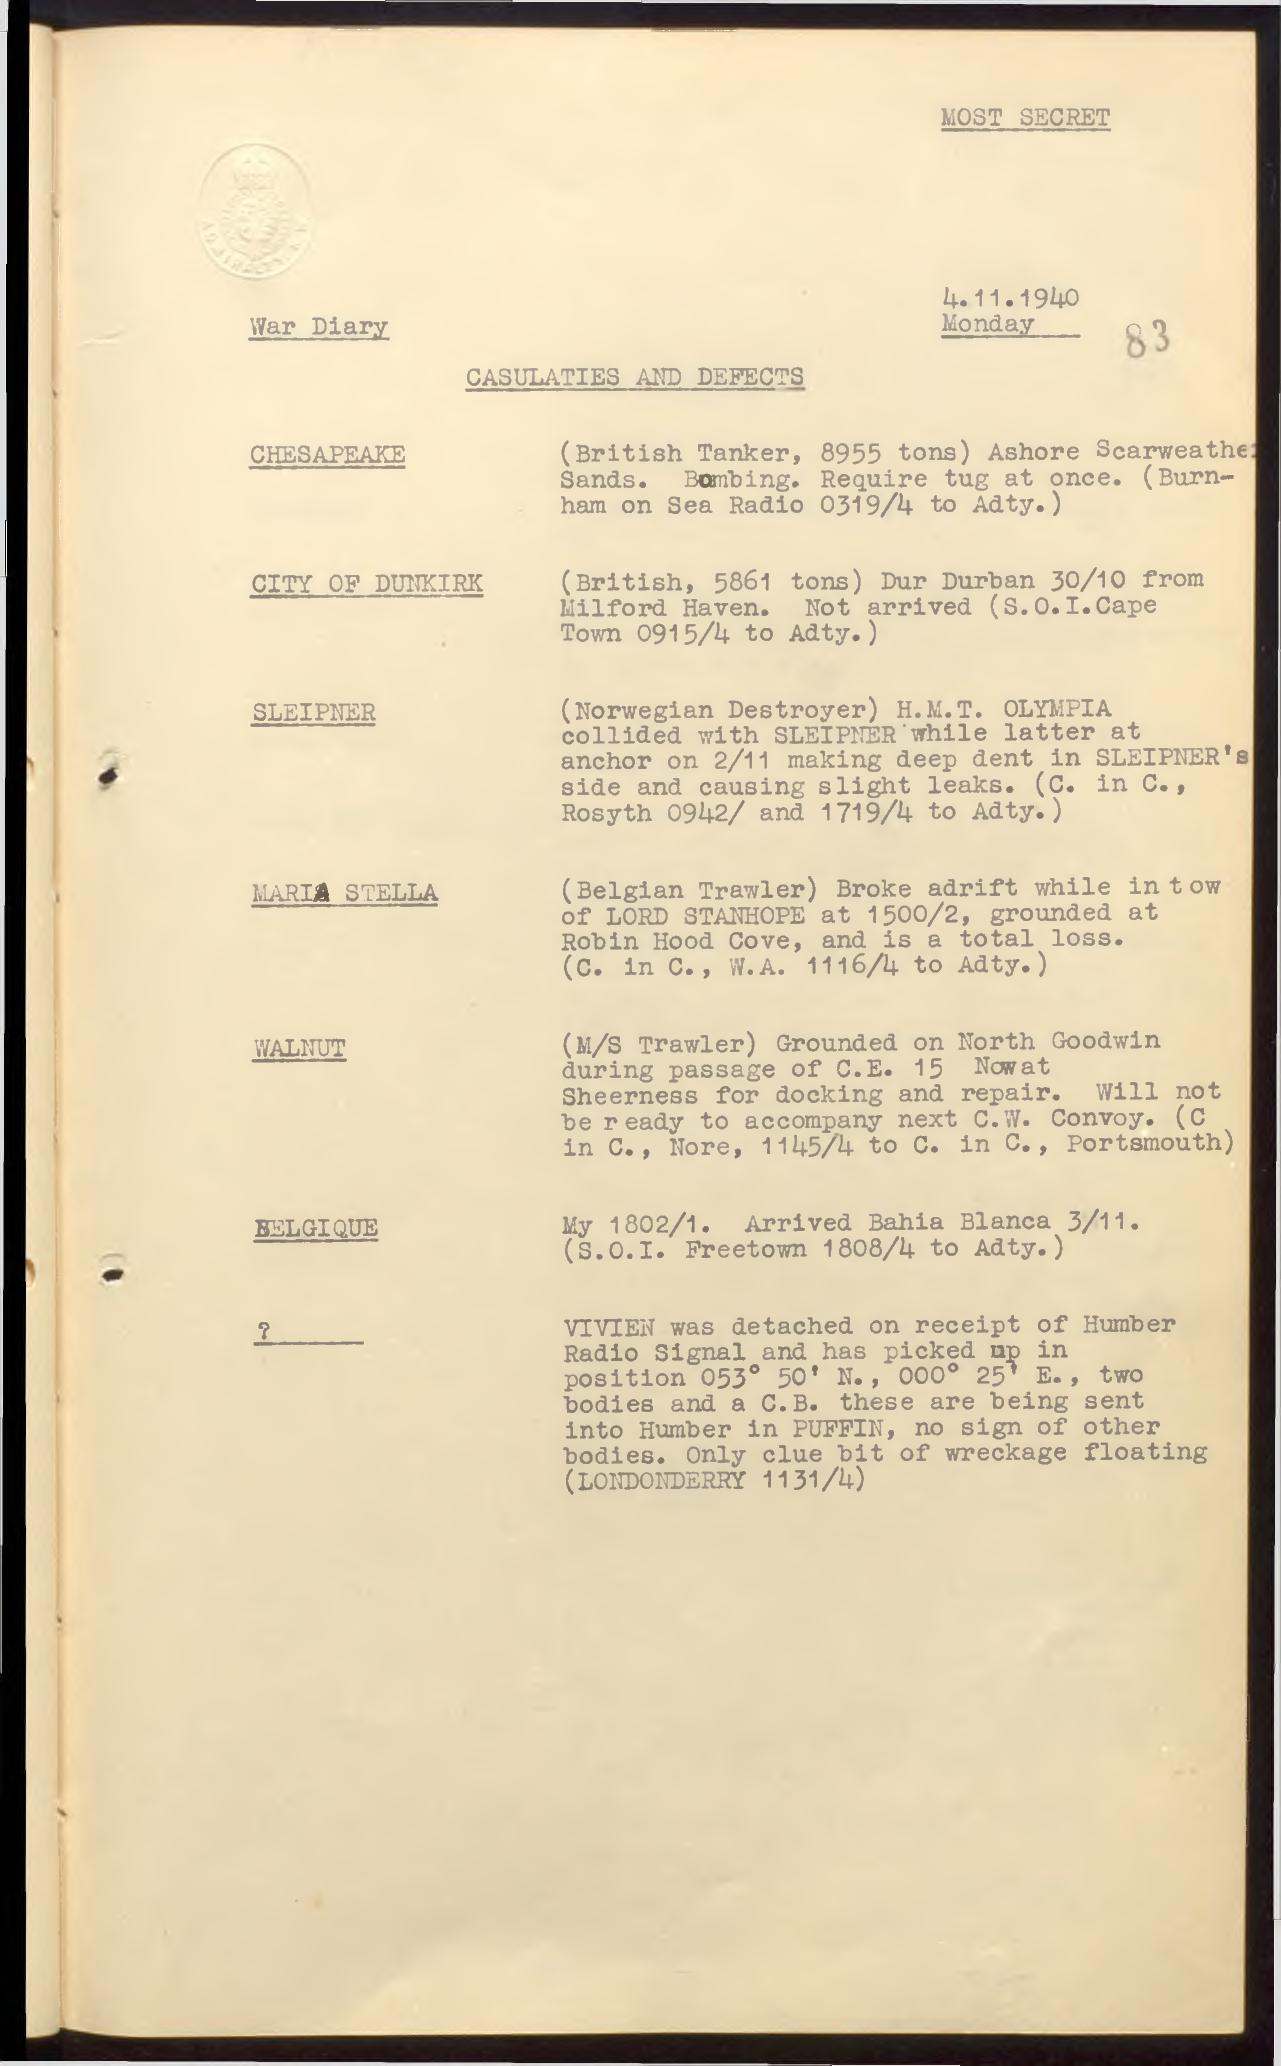 MOST SECRET
4.11.1940
War Diary
Monday
83
CASULATIES AND DEFECTS
CHESAPEAKE
(British Tanker, 8955 tons) Ashore Scarweathe
Sands. Bombing. Require tug at once. (Burn-
ham on Sea Radio 0319/4 to Adty.)
CITY OF DUNKIRK
(British, 5861 tons) Dur Durban 30/10 from
Milford Haven. Not arrived (S.O.I.Cape
Town 0915/4 to Adty.)
SLEIPNER
(Norwegian Destroyer) H.M.T. OLYMPIA
collided with SLEIPNER while latter at
anchor on 2/11 making deep dent in SLEIPNER's
side and causing slight leaks. (C. in C.,
Rosyth 0942/ and 1719/4 to Adty.)
MARIA STELLA
(Belgian Trawler) Broke adrift while in tow
of LORD STANHOPE at 1500/2, grounded at
Robin Hood Cove, and is a total loss.
(C. in C., W.A. 1116/4 to Adty.)
WALNUT
(M/S Trawler) Grounded on North Goodwin
during passage of C.E. 15 Now at
Sheerness for docking and repair. Will not
be ready to accompany next C.W. Convoy. (C
in C., Nore, 1145/4 to C. in C., Portsmouth)
BELGIQUE
My 1802/1. Arrived Bahia Blanca 3/11.
(S.O.I. Freetown 1808/4 to Adty.)
?
VIVIEN was detached on receipt of Humber
Radio Signal and has picked up in
position 053° 50' N., 000° 25' E., two
bodies and a C.B. these are being sent
into Humber in PUFFIN, no sign of other
bodies. Only clue bit of wreckage floating
(LONDONDERRY 1131/4)